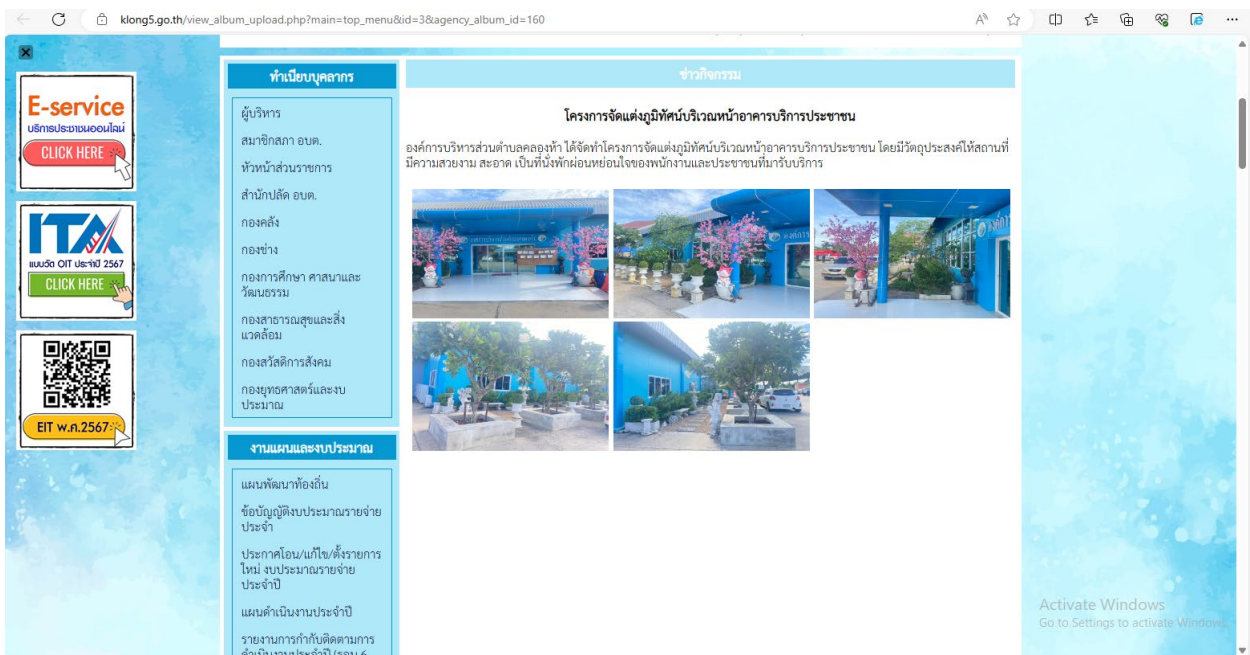 klong5.go.th/view_album_upload.php?main=top_menu&id=3&agency_album_id=160
E-service
บริการประชาชนออนไลน์
CLICK HERE
ITA
แบบวัด OIT ประจำปี 2567
CLICK HERE
EIT พ.ศ.2567
ทำเนียบบุคลากร
ผู้บริหาร
สมาชิกสภา อบต.
หัวหน้าส่วนราชการ
สำนักปลัด อบต.
กองคลัง
กองช่าง
กองการศึกษา ศาสนาและ
วัฒนธรรม
กองสาธารณสุขและสิ่ง
แวดล้อม
กองสวัสดิการสังคม
กองยุทธศาสตร์และงบ
ประมาณ
งานแผนและงบประมาณ
แผนพัฒนาท้องถิ่น
ข้อบัญญัติงบประมาณรายจ่าย
ประจำ
ประกาศโอน/แก้ไข/ตั้งรายการ
ใหม่ งบประมาณรายจ่าย
ประจำปี
แผนดำเนินงานประจำปี
รายงานการกำกับติดตามการ
ดำเนินงานประจำปี (รอบ 6
ข่าวกิจกรรม
โครงการจัดแต่งภูมิทัศน์บริเวณหน้าอาคารบริการประชาชน
องค์การบริหารส่วนตำบลคลองห้า ได้จัดทำโครงการจัดแต่งภูมิทัศน์บริเวณหน้าอาคารบริการประชาชน โดยมีวัตถุประสงค์ให้สถานที่
มีความสวยงาม สะอาด เป็นที่นั่งพักผ่อนหย่อนใจของพนักงานและประชาชนที่มารับบริการ
Activate Windows
Go to Settings to activate Windows.